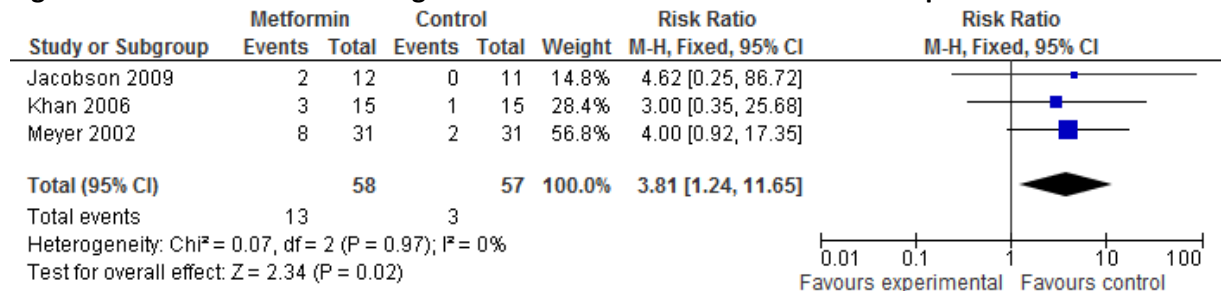 Metformin Control Risk Ratio Risk Ratio
Study or Subgroup Events Total Events Total Weight M-H, Fixed, 95% CI M-H, Fixed, 95% CI
Jacobson 2009 2 12 0 11 14.8% 4.62 [0.25, 86.72]
Khan 2006 3 15 1 15 28.4% 3.00 [0.35, 25.68]
Meyer 2002 8 31 2 31 56.8% 4.00 [0.92, 17.35]
Total (95% CI) 58 57 100.0% 3.81 [1.24, 11.65]
Total events 13 3
Heterogeneity: Chi² = 0.07, df = 2 (P = 0.97); I² = 0%
Test for overall effect: Z = 2.34 (P = 0.02)
0.01 0.1 1 10 100
Favours experimental Favours control